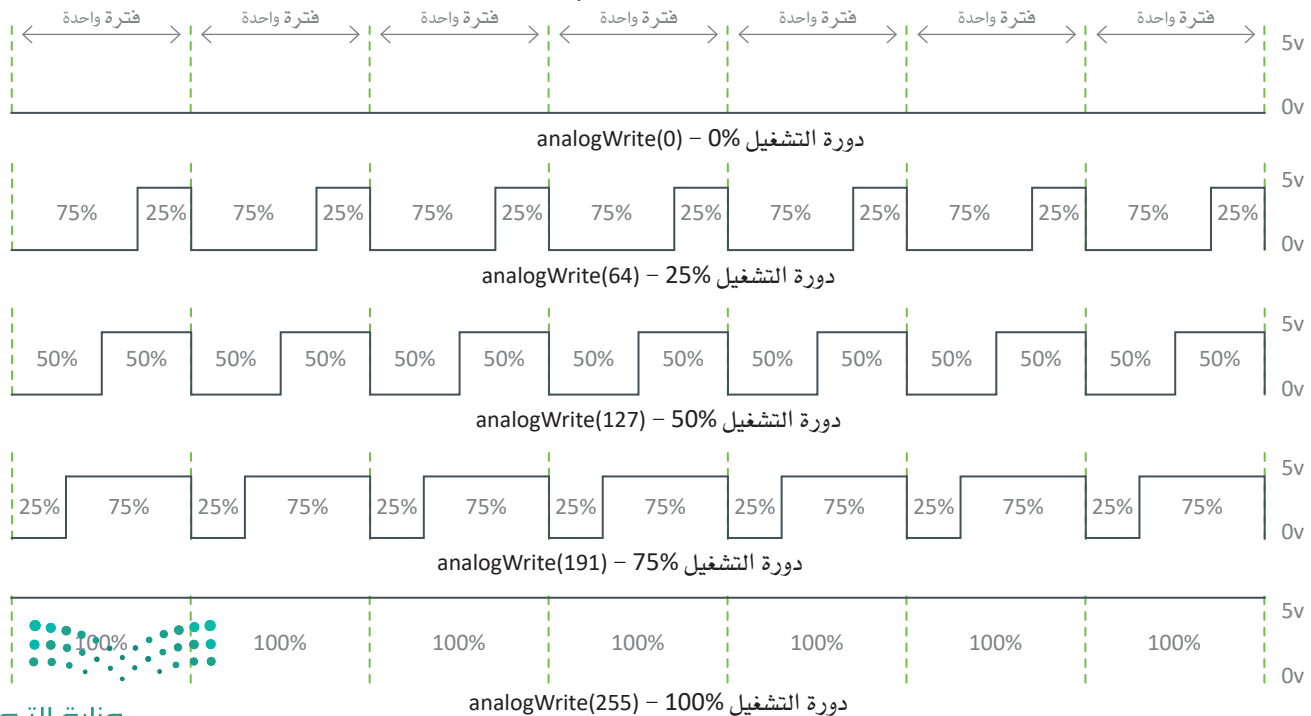 فترة واحدة فترة واحدة فترة واحدة فترة واحدة فترة واحدة فترة واحدة فترة واحدة
5v
0v
دورة التشغيل 0% – analogWrite(0)
5v
75% 25% 75% 25% 75% 25% 75% 25% 75% 25% 75% 25% 75% 25%
0v
دورة التشغيل 25% – analogWrite(64)
5v
50% 50% 50% 50% 50% 50% 50% 50% 50% 50% 50% 50% 50% 50%
0v
دورة التشغيل 50% – analogWrite(127)
5v
25% 75% 25% 75% 25% 75% 25% 75% 25% 75% 25% 75% 25% 75%
0v
دورة التشغيل 75% – analogWrite(191)
5v
100% 100% 100% 100% 100% 100% 100%
0v
دورة التشغيل 100% – analogWrite(255)